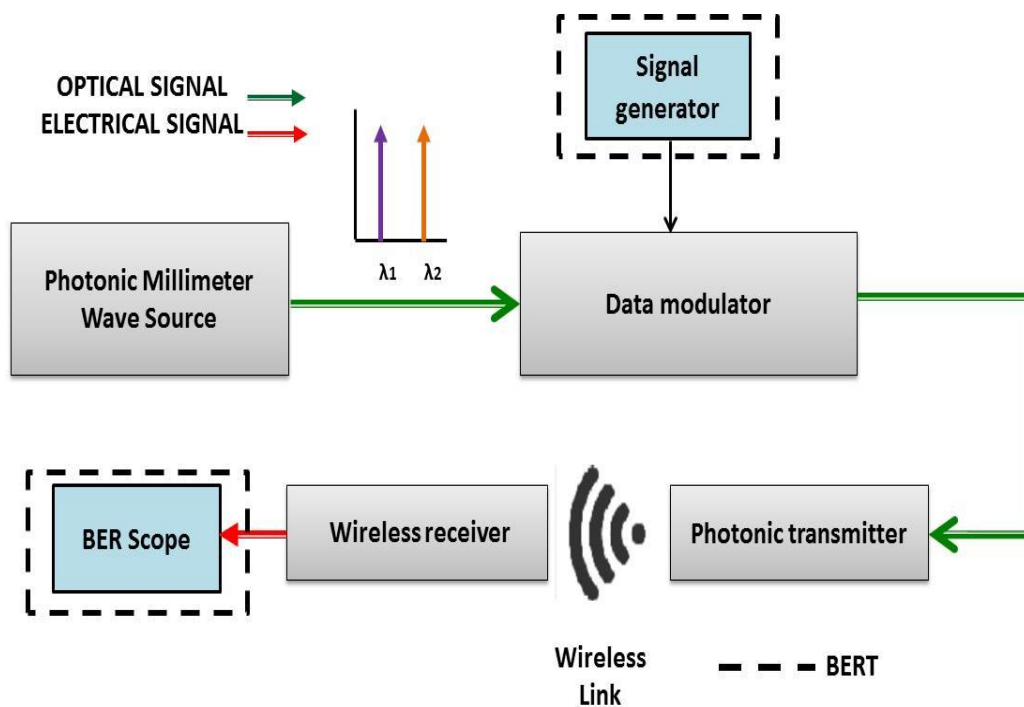 Signal
generator
OPTICAL SIGNAL
ELECTRICAL SIGNAL
λ1 λ2
Photonic Millimeter
Wave Source
Data modulator
BER Scope
Wireless receiver
Photonic transmitter
Wireless
Link
BERT